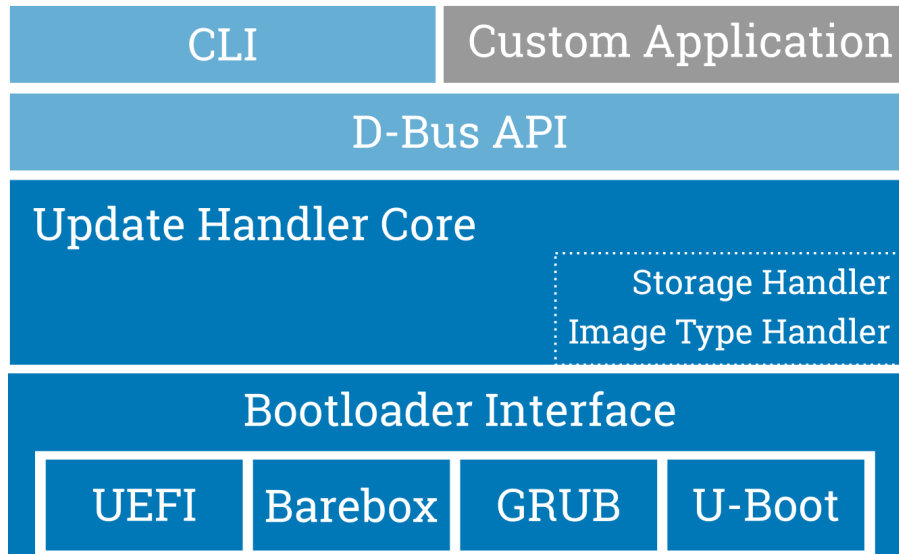 CLI
Custom Application
D-Bus API
Update Handler Core
Storage Handler
Image Type Handler
Bootloader Interface
UEFI
Barebox
GRUB
U-Boot